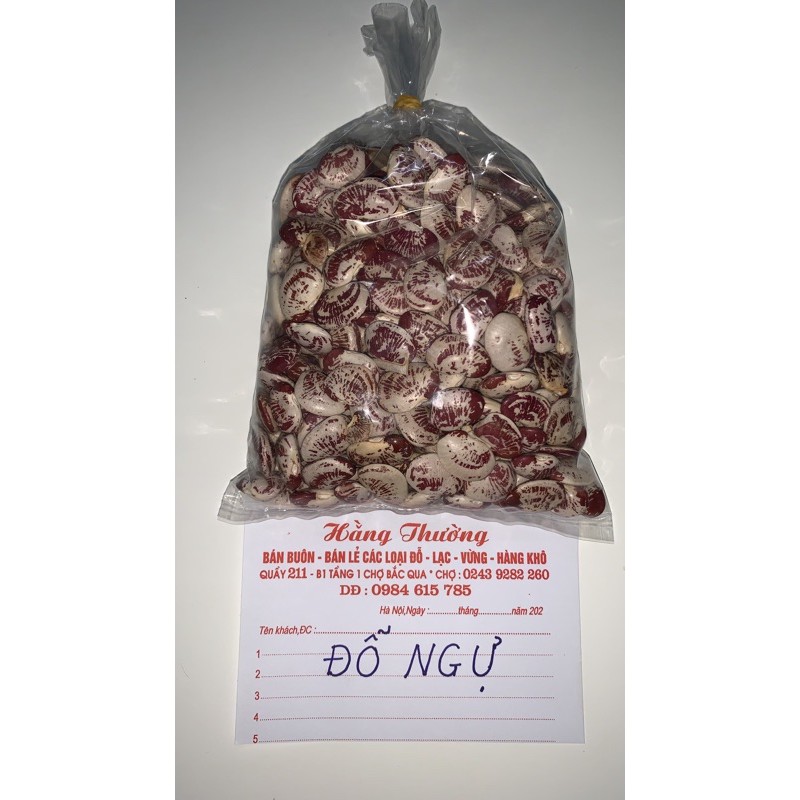 Hằng Thường
BÁN BUÔN - BÁN LẺ CÁC LOẠI ĐỖ - LẠC - VỪNG - HÀNG KHÔ
QUẦY 211 - B1 TẦNG 1 CHỢ BẮC QUA * CHỢ : 0243 9282 260
DĐ : 0984 615 785
Hà Nội,Ngày :.............tháng...............năm 202
Tên khách,ĐC :
1
ĐỖ NGỰ
2
3
4
5